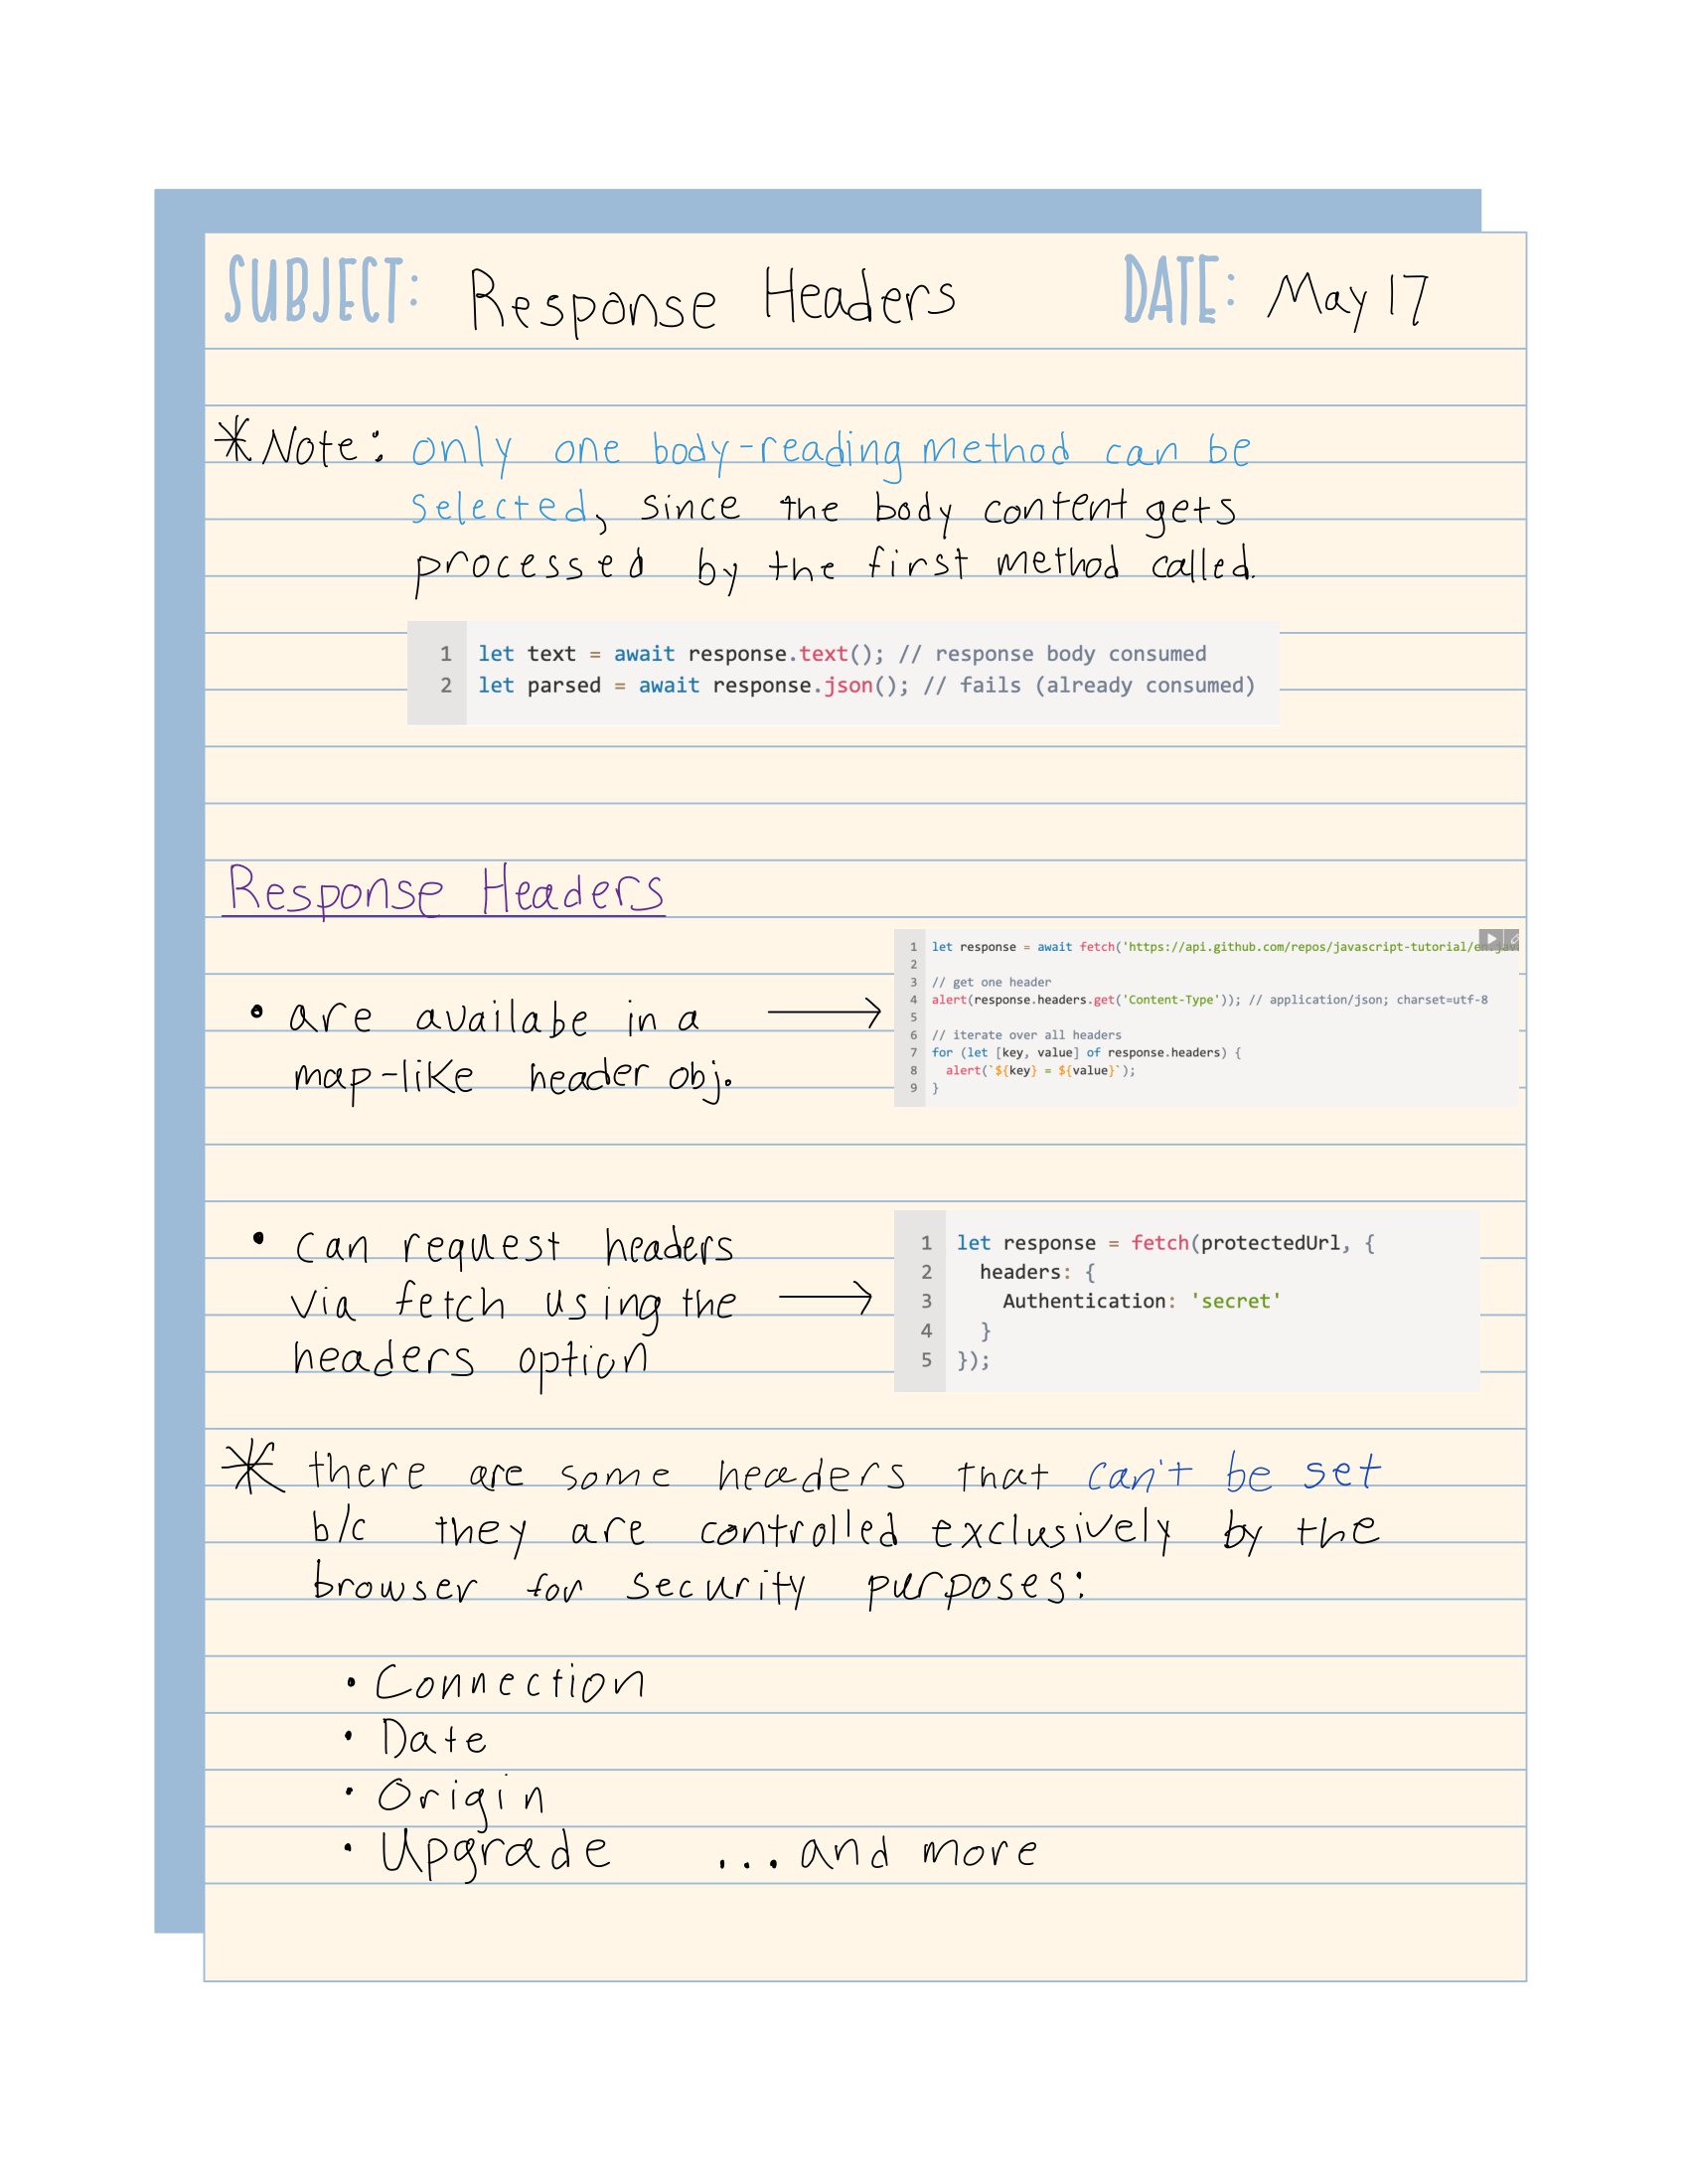 SUBJECT: Response Headers DATE: May 17
*Note: only one body-reading method can be
selected, since the body content gets
processed by the first method called.
1 let text = await response.text(); // response body consumed
2 let parsed = await response.json(); // fails (already consumed)
Response Headers
• are availabe in a
map-like header obj.
1 let response = await fetch('https://api.github.com/repos/javascript-tutorial/en.jav
2
3 // get one header
4 alert(response.headers.get('Content-Type')); // application/json; charset=utf-8
5
6 // iterate over all headers
7 for (let [key, value] of response.headers) {
8   alert(`${key} = ${value}`);
9 }
• can request headers
via fetch using the
headers option
1 let response = fetch(protectedUrl, {
2   headers: {
3     Authentication: 'secret'
4   }
5 });
* there are some headers that can't be set
b/c they are controlled exclusively by the
browser for security purposes:
• Connection
• Date
• Origin
• Upgrade ...and more